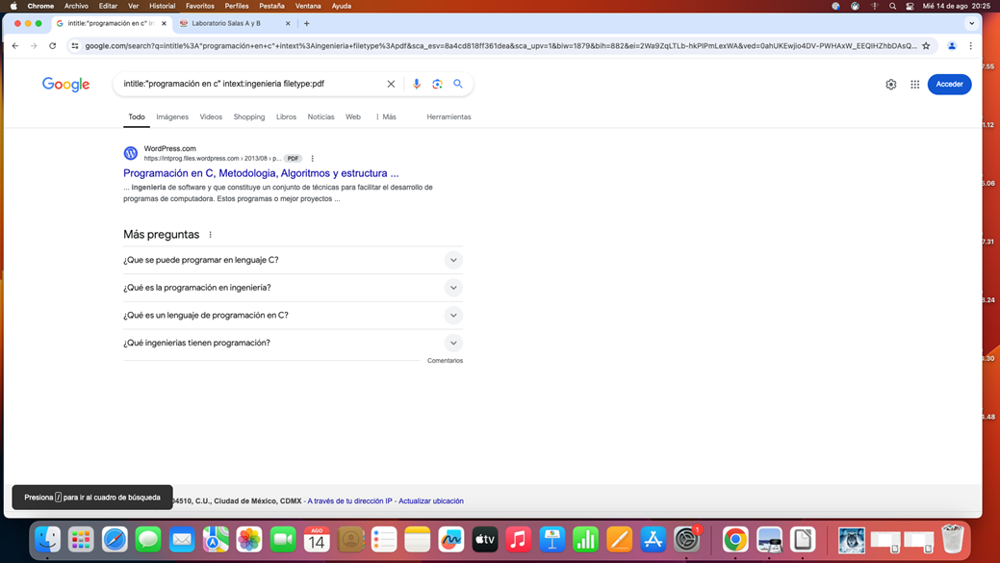 Chrome Archivo Editar Ver Historial Favoritos Perfiles Pestaña Ventana Ayuda Mié 14 de ago 20:25
intitle:"programación en c" in Laboratorio Salas A y B
google.com/search?q=intitle%3A"programación+en+c"+intext%3Aingenieria+filetype%3Apdf&sca_esv=8a4cd818ff361dea&sca_upv=1&biw=1879&bih=882&ei=2Wa9ZqLTLb-hkPIPmLexWA&ved=0ahUKEwjio4DV-PWHAxW_EEQIHZhbDAsQ...
7.55
Google intitle:"programación en c" intext:ingenieria filetype:pdf Acceder
Todo Imágenes Videos Shopping Libros Noticias Web Más Herramientas
1.12
WordPress.com
https://intprog.files.wordpress.com › 2013/08 › p... PDF
Programación en C, Metodologia, Algoritmos y estructura ...
5.06
... ingeniería de software y que constituye un conjunto de técnicas para facilitar el desarrollo de
programas de computadora. Estos programas o mejor proyectos ...
Más preguntas
7.31
¿Que se puede programar en lenguaje C?
¿Qué es la programación en ingeniería?
8.24
¿Qué es un lenguaje de programación en C?
¿Qué ingenierias tienen programación?
4.30
Comentarios
4.48
Presiona / para ir al cuadro de búsqueda
04510, C.U., Ciudad de México, CDMX - A través de tu dirección IP - Actualizar ubicación
AGO
14
tv
1